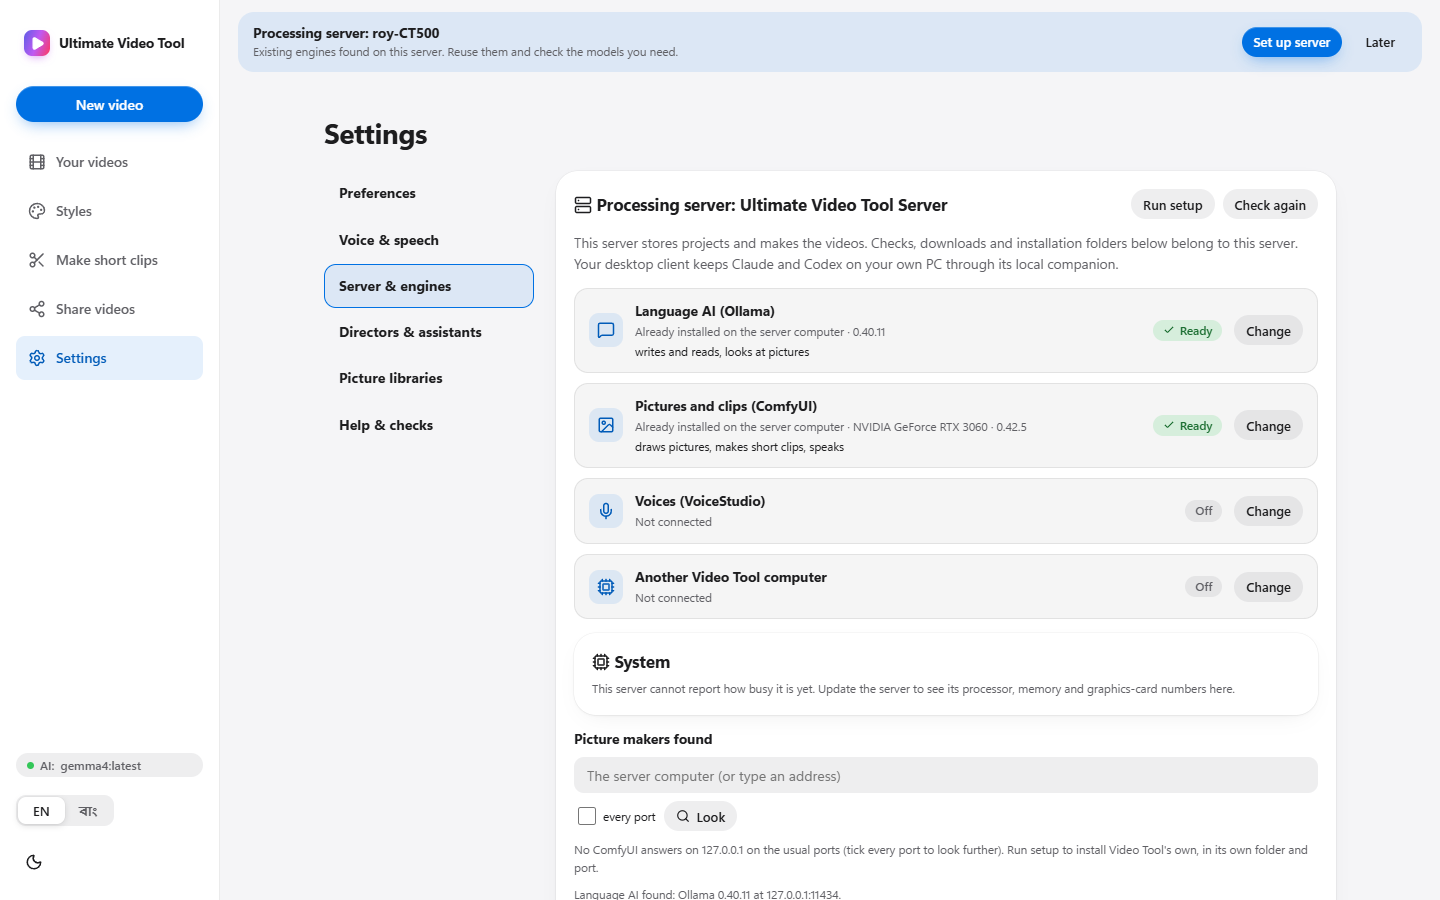 Ultimate Video Tool
New video
Your videos
Styles
Make short clips
Share videos
Settings
AI: gemma4:latest
EN বাং
Processing server: roy-CT500
Existing engines found on this server. Reuse them and check the models you need.
Set up server Later
Settings
Preferences
Voice & speech
Server & engines
Directors & assistants
Picture libraries
Help & checks
Processing server: Ultimate Video Tool Server
Run setup Check again
This server stores projects and makes the videos. Checks, downloads and installation folders below belong to this server.
Your desktop client keeps Claude and Codex on your own PC through its local companion.
Language AI (Ollama)
Already installed on the server computer · 0.40.11
writes and reads, looks at pictures
Ready Change
Pictures and clips (ComfyUI)
Already installed on the server computer · NVIDIA GeForce RTX 3060 · 0.42.5
draws pictures, makes short clips, speaks
Ready Change
Voices (VoiceStudio)
Not connected
Off Change
Another Video Tool computer
Not connected
Off Change
System
This server cannot report how busy it is yet. Update the server to see its processor, memory and graphics-card numbers here.
Picture makers found
The server computer (or type an address)
every port Look
No ComfyUI answers on 127.0.0.1 on the usual ports (tick every port to look further). Run setup to install Video Tool's own, in its own folder and
port.
Language AI found: Ollama 0.40.11 at 127.0.0.1:11434.